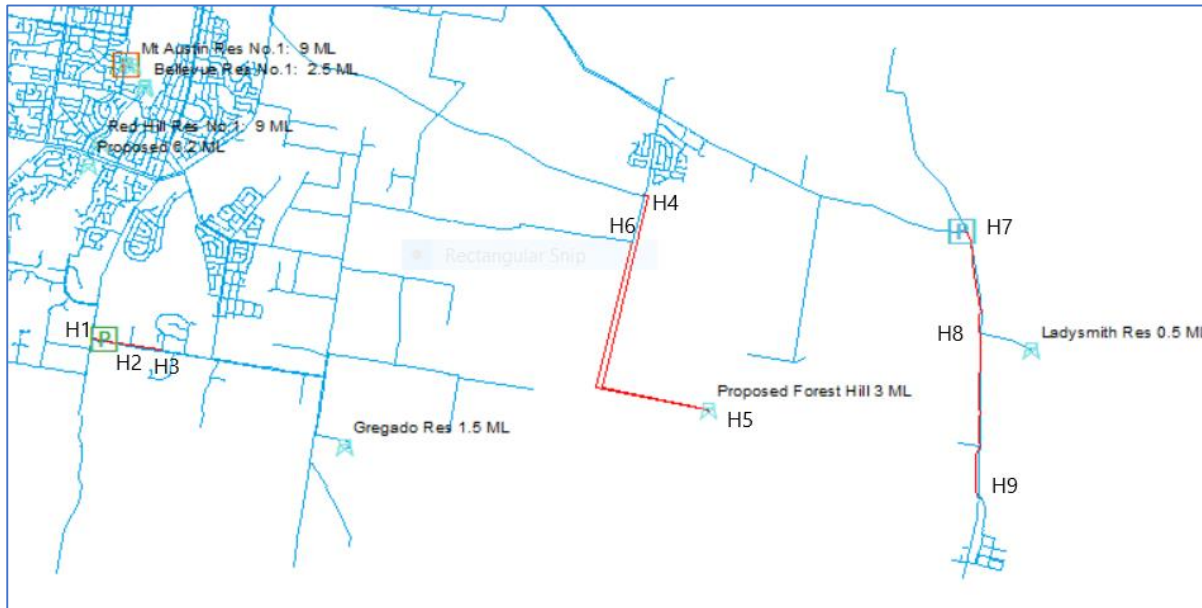 Mt Austin Res No.1: 9 ML
Bellevue Res No.1: 2.5 ML
Red Hill Res No.1: 9 ML
Proposed 6.2 ML
H4
H6
H7
P
Rectangular Snip
H1
P
H2
H3
H8
Ladysmith Res 0.5 ML
Proposed Forest Hill 3 ML
H5
Gregado Res 1.5 ML
H9